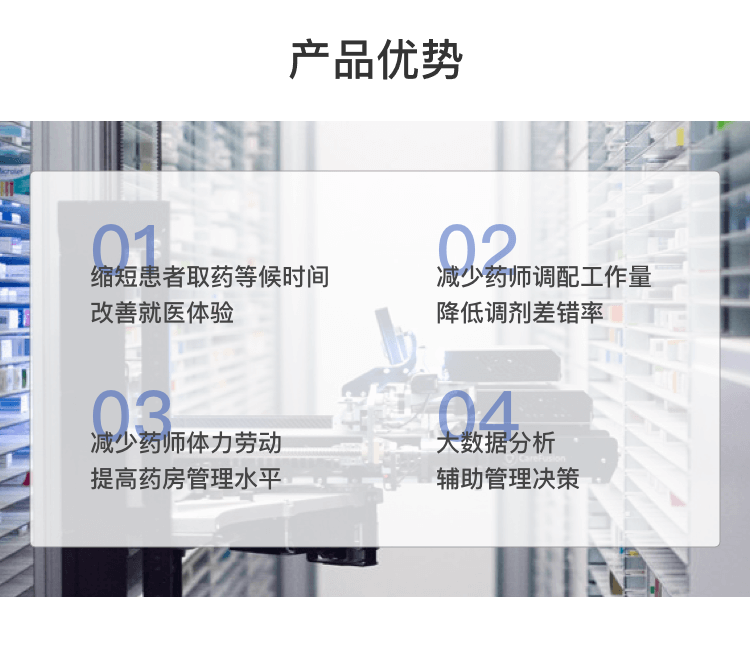 产品优势
01
缩短患者取药等候时间
改善就医体验
02
减少药师调配工作量
降低调剂差错率
03
减少药师体力劳动
提高药房管理水平
04
大数据分析
辅助管理决策